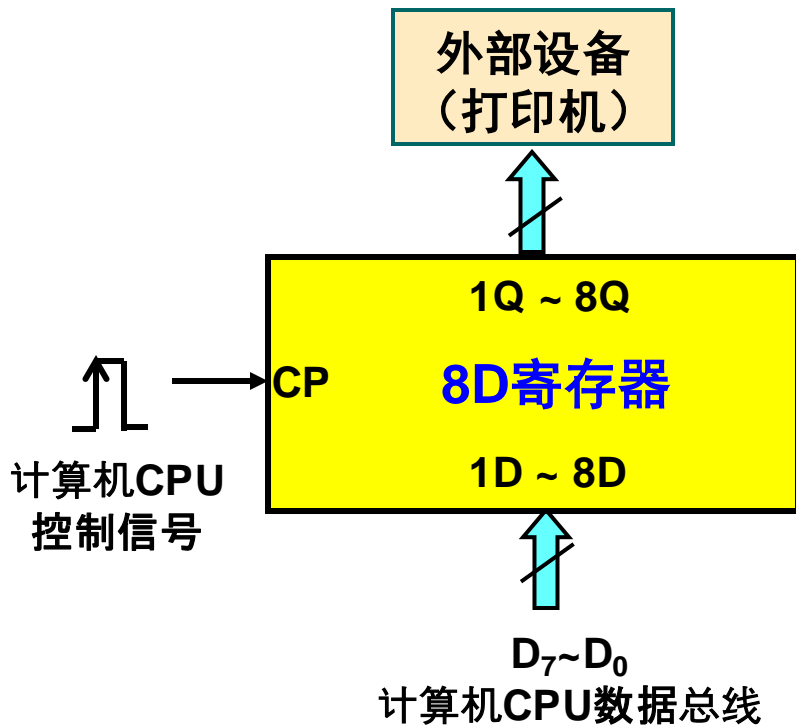 外部设备
（打印机）
1Q ~ 8Q
CP
8D寄存器
1D ~ 8D
计算机CPU
控制信号
D₇~D₀
计算机CPU数据总线